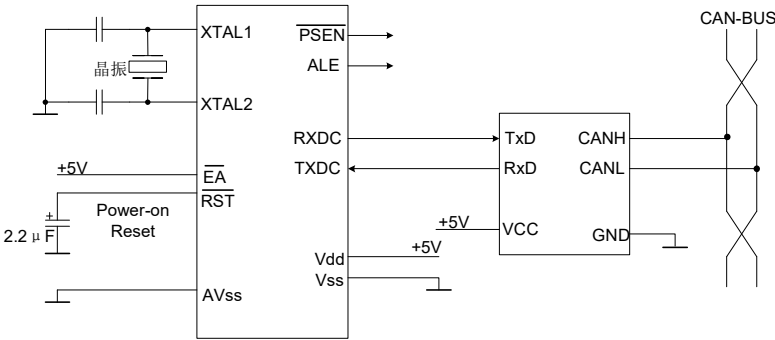 CAN-BUS
XTAL1
PSEN
ALE
晶振
XTAL2
RXDC
TXDC
TxD
RxD
CANH
CANL
+5V
EA
RST
Power-on
Reset
2.2 μ F
+
+5V
VCC
GND
+5V
Vdd
Vss
AVss